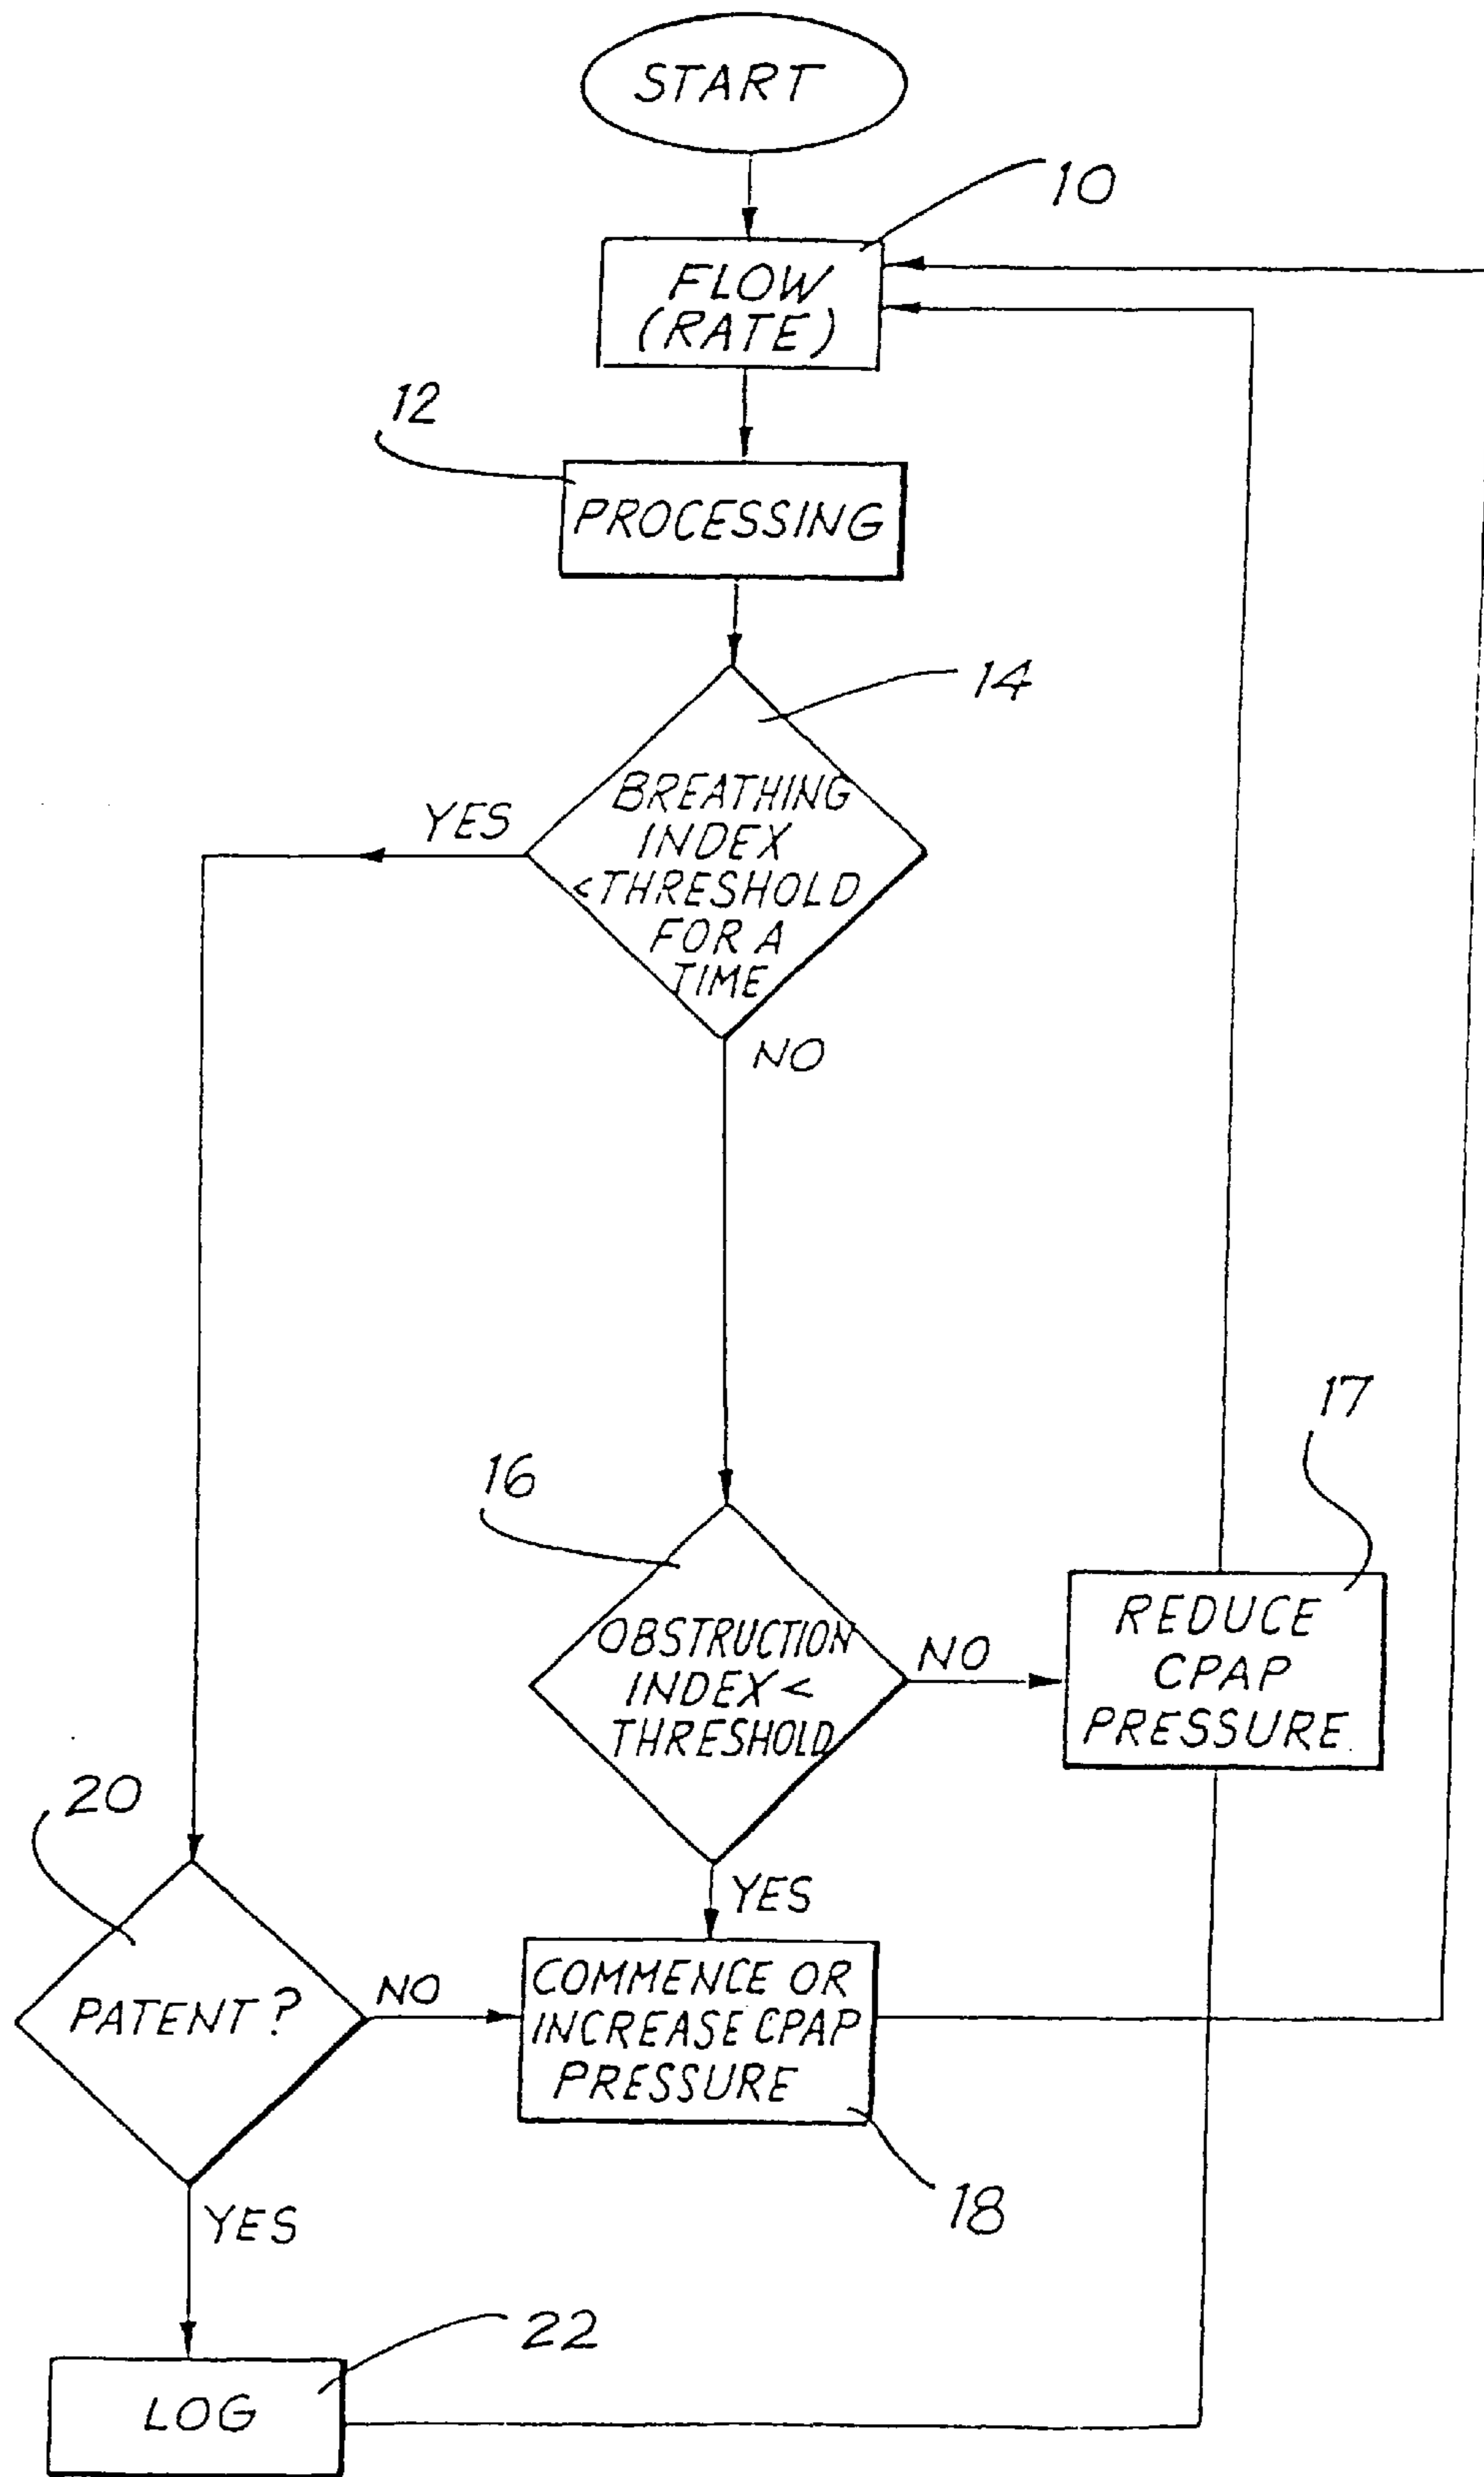 START
10
FLOW
(RATE)
12
PROCESSING
14
BREATHING
INDEX
<THRESHOLD
FOR A
TIME
YES
NO
17
16
OBSTRUCTION
INDEX <
THRESHOLD
NO
REDUCE
CPAP
PRESSURE
20
YES
PATENT?
NO
COMMENCE OR
INCREASE CPAP
PRESSURE
18
YES
22
LOG